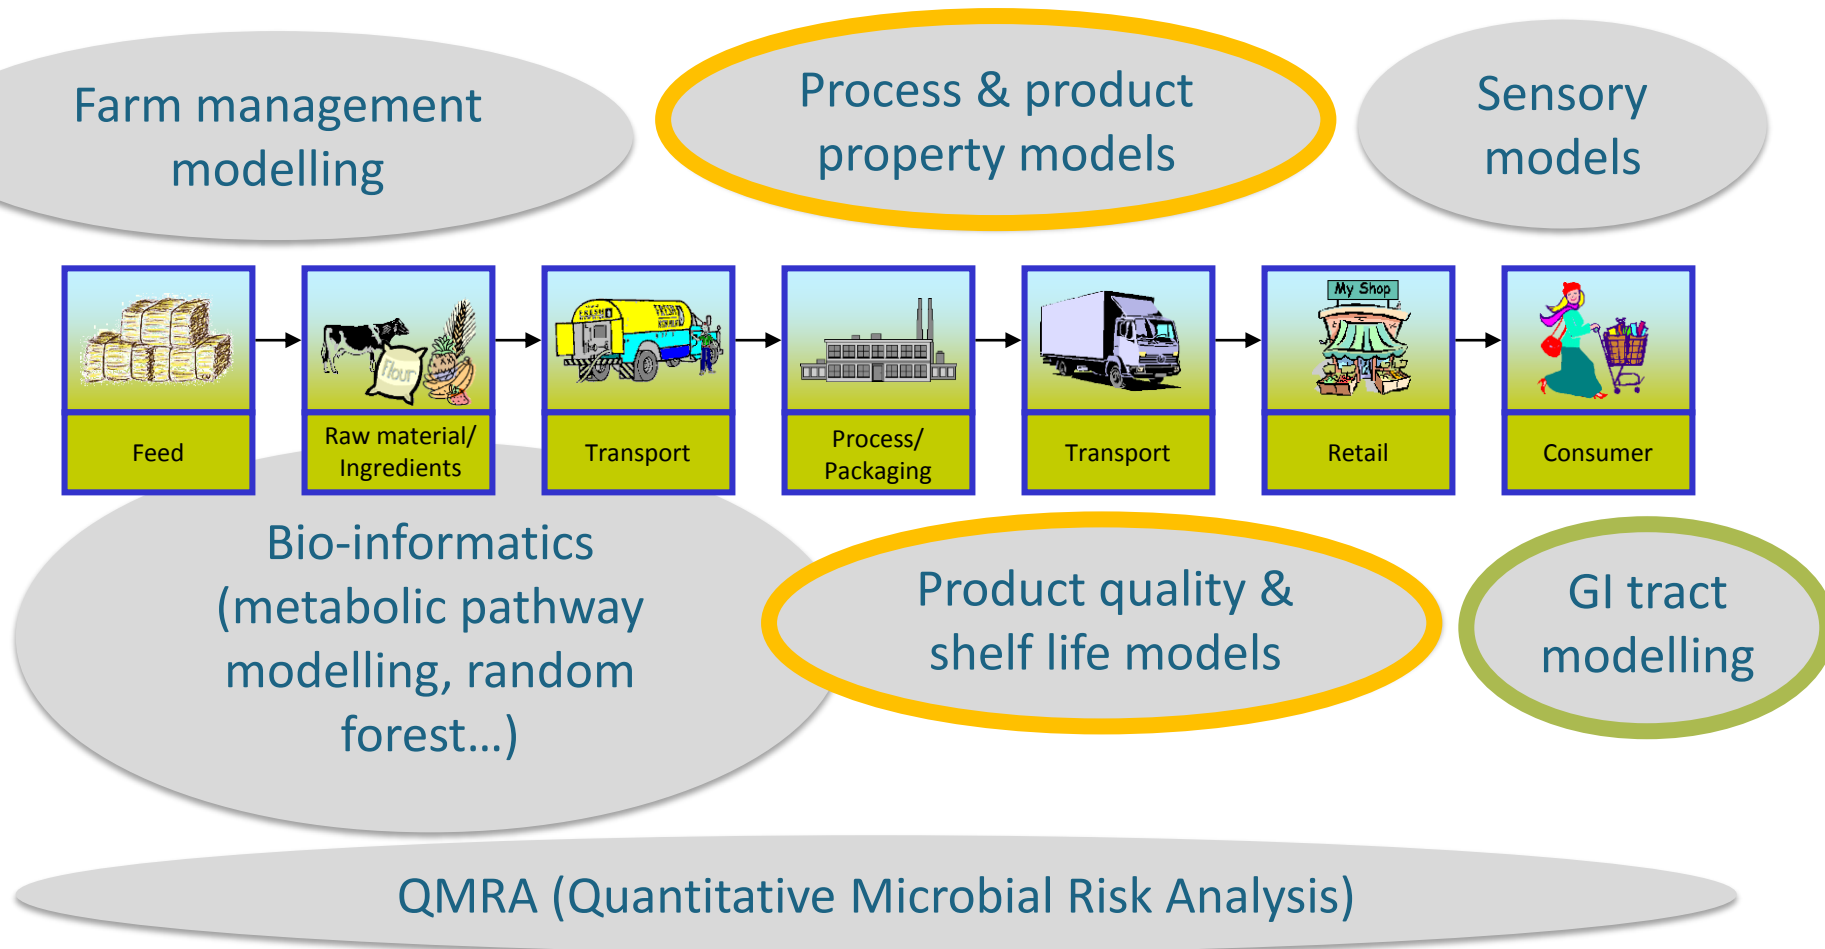 Farm management
modelling
Process & product
property models
Sensory
models
My Shop
Flour
Feed
Raw material/
Ingredients
Transport
Process/
Packaging
Transport
Retail
Consumer
Bio-informatics
(metabolic pathway
modelling, random
forest...)
Product quality &
shelf life models
GI tract
modelling
QMRA (Quantitative Microbial Risk Analysis)